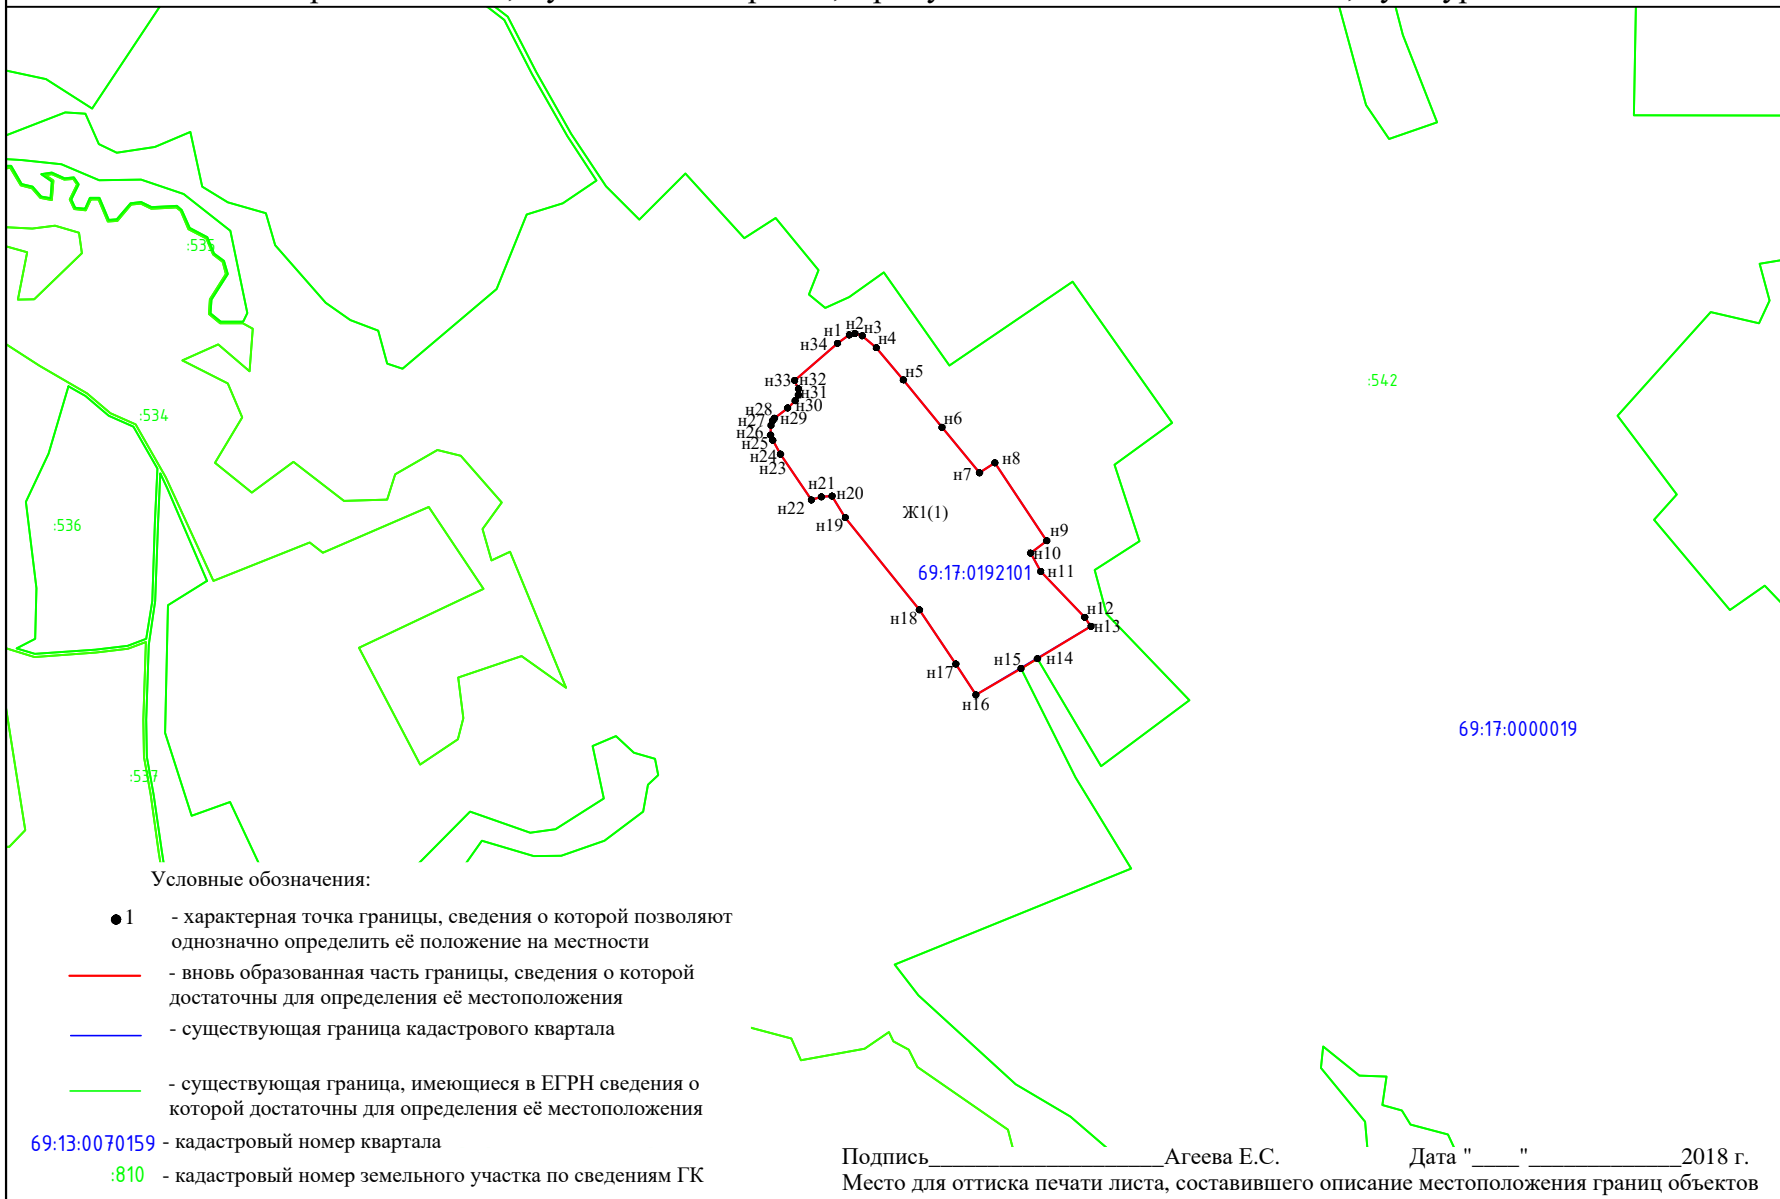 :535
:534
:536
:537
:542
н1
н2
н3
н4
н5
н6
н7
н8
н9
н10
н11
н12
н13
н14
н15
н16
н17
н18
н19
н20
н21
н22
н23
н24
н25
н26
н27
н28
н29
н30
н31
н32
н33
н34
Ж1(1)
69:17:0192101
69:17:0000019
Условные обозначения:
1 - характерная точка границы, сведения о которой позволяют
однозначно определить её положение на местности
- вновь образованная часть границы, сведения о которой
достаточны для определения её местоположения
- существующая граница кадастрового квартала
- существующая граница, имеющиеся в ЕГРН сведения о
которой достаточны для определения её местоположения
69:13:0070159 - кадастровый номер квартала
:810 - кадастровый номер земельного участка по сведениям ГК
Подпись____________________Агеева Е.С. Дата "____"_____________2018 г.
Место для оттиска печати листа, составившего описание местоположения границ объектов